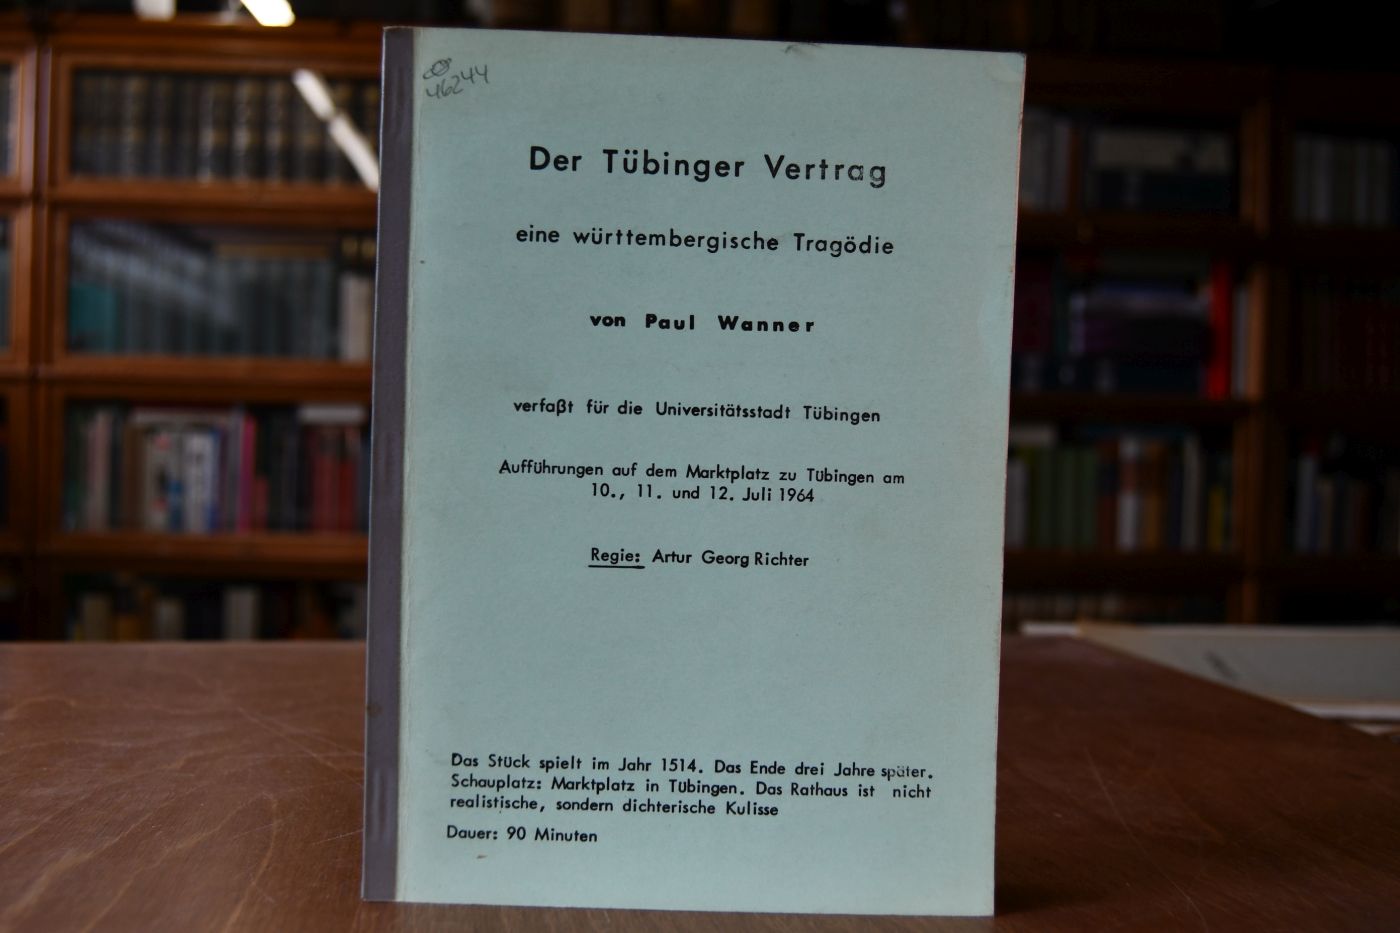 46244
Der Tübinger Vertrag
eine württembergische Tragödie
von Paul Wanner
verfaßt für die Universitätsstadt Tübingen
Aufführungen auf dem Marktplatz zu Tübingen am
10., 11. und 12. Juli 1964
Regie: Artur Georg Richter
Das Stück spielt im Jahr 1514. Das Ende drei Jahre später.
Schauplatz: Marktplatz in Tübingen. Das Rathaus ist nicht
realistische, sondern dichterische Kulisse
Dauer: 90 Minuten